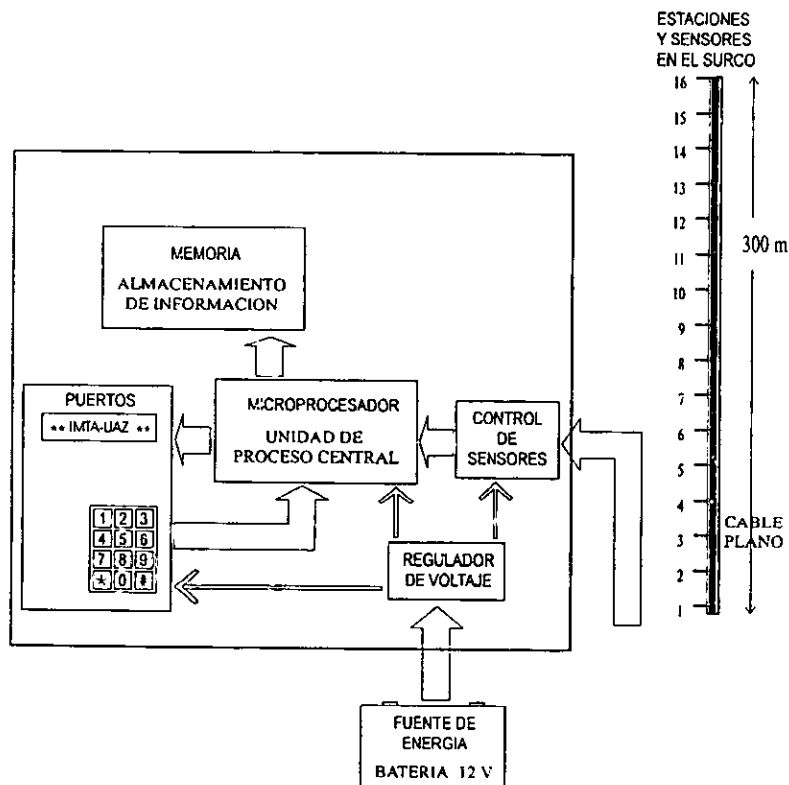 ESTACIONES
Y SENSORES
EN EL SURCO
16
15
14
13
12
11
10
9
8
7
6
5
4
3
2
1
300 m
CABLE
PLANO
MEMORIA
ALMACENAMIENTO
DE INFORMACION
PUERTOS
** IMTA-UAZ **
1 2 3
4 5 6
7 8 9
* 0 #
MICROPROCESADOR
UNIDAD DE
PROCESO CENTRAL
CONTROL
DE
SENSORES
REGULADOR
DE VOLTAJE
FUENTE DE
ENERGIA
BATERIA 12 V